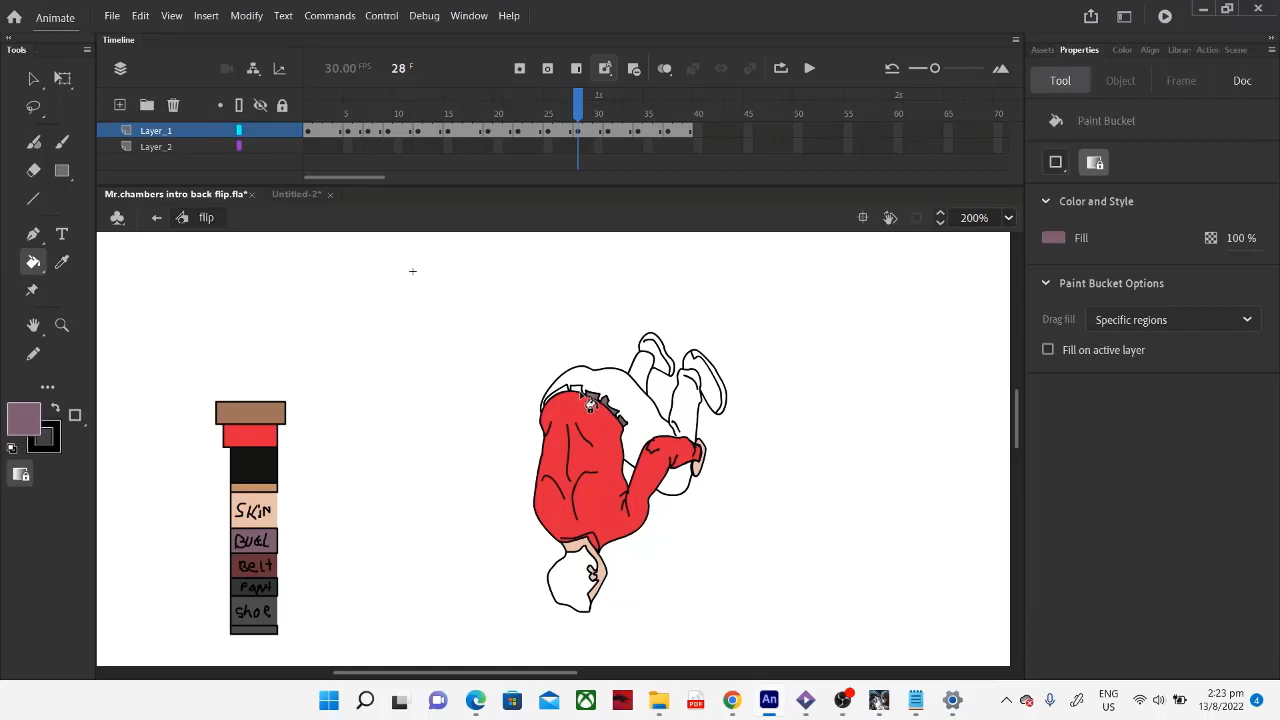 Animate
File Edit View Insert Modify Text Commands Control Debug Window Help
Tools
Timeline
30.00 FPS 28 F
1s 2s
5 10 15 20 25 30 35 40 45 50 55 60 65 70
Layer_1
Layer_2
Mr.chambers intro back flip.fla* Untitled-2*
flip 200%
Assets Properties Color Align Library Action Scene
Tool Object Frame Doc
Paint Bucket
Color and Style
Fill 100 %
Paint Bucket Options
Drag fill Specific regions
Fill on active layer
SKIN
Belt
Pant
Shoe
ENG
US
2:23 pm
13/8/2022
4